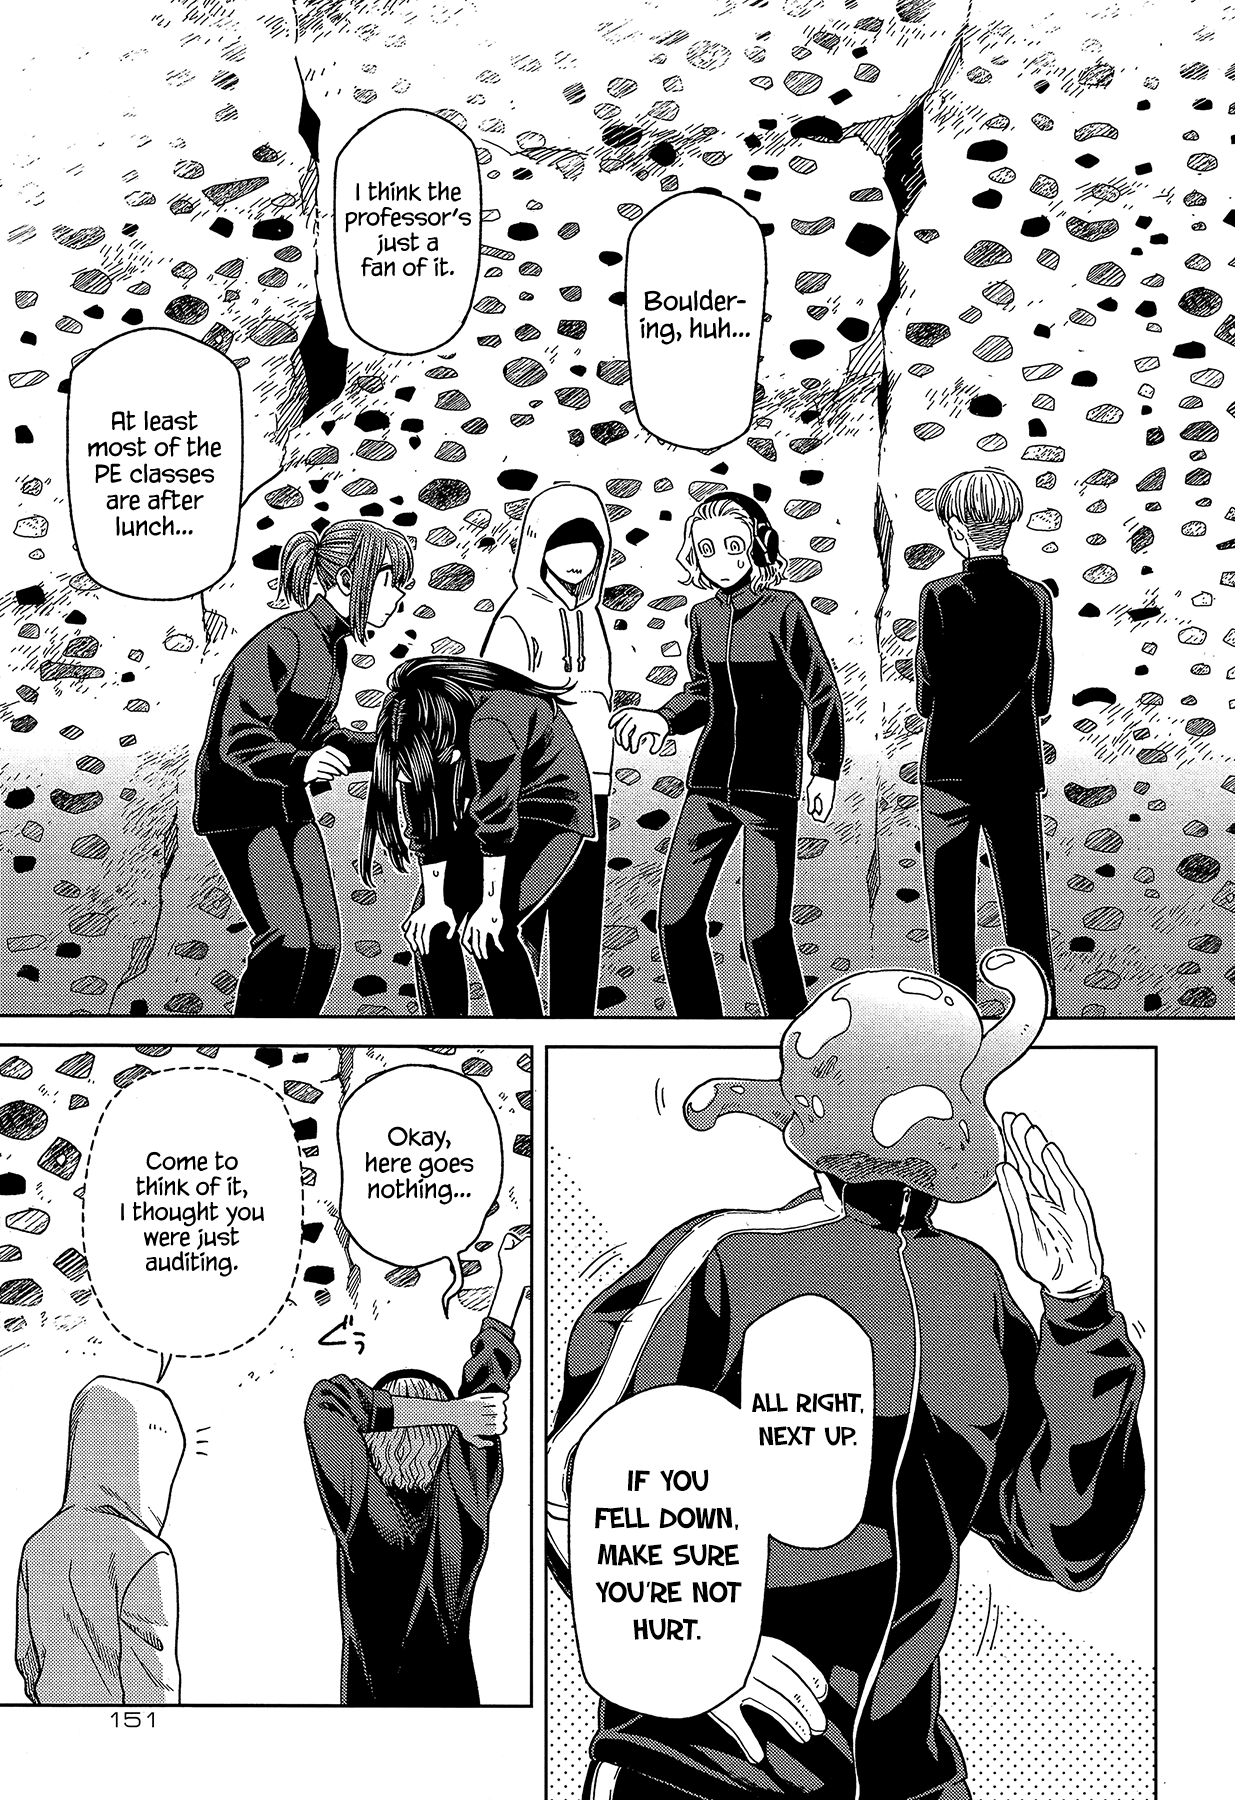 Boulder-
ing, huh...
I think the
professor's
just a
fan of it.
At least
most of the
PE classes
are after
lunch...
ALL RIGHT,
NEXT UP.
IF YOU
FELL DOWN,
MAKE SURE
YOU'RE NOT
HURT.
Okay,
here goes
nothing...
ぐぅ
Come to
think of it,
I thought you
were just
auditing.
151